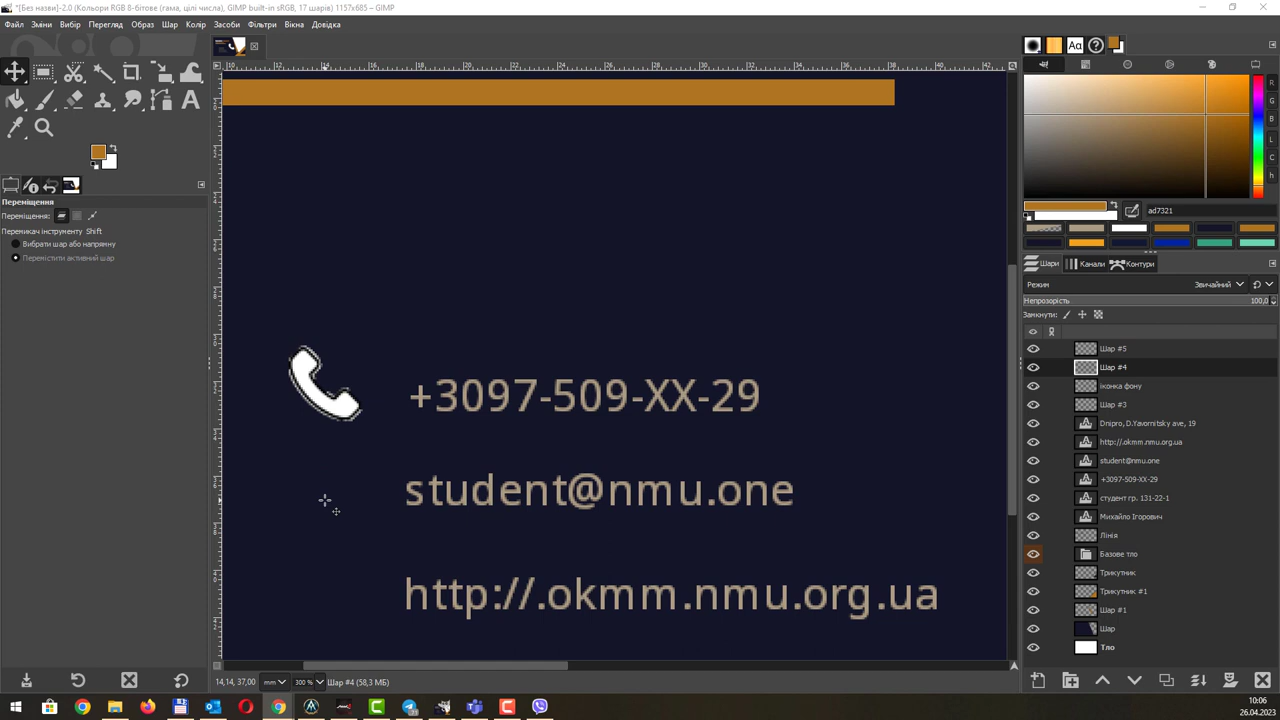 *[Без назви]-2.0 (Кольори RGB 8-бітове (гама, цілі числа), GIMP built-in sRGB, 17 шарів) 1157x685 – GIMP
Файл Зміни Вибір Перегляд Образ Шар Колір Засоби Фільтри Вікна Довідка
Переміщення
Переміщення:
Перемикач інструменту Shift
Вибрати шар або напрямну
Перемістити активний шар
+3097-509-XX-29
student@nmu.one
http://.okmm.nmu.org.ua
14,14, 37,00 mm 300 % Шар #4 (58,3 МБ)
R
G
B
L
C
h
ad7321
Шари Канали Контури
Режим Звичайний
Непрозорість 100,0
Замкнути:
Шар #5
Шар #4
іконка фону
Шар #3
Dnipro, D.Yavornitsky ave, 19
http://.okmm.nmu.org.ua
student@nmu.one
+3097-509-XX-29
студент гр. 131-22-1
Михайло Ігорович
Лінія
Базове тло
Трикутник
Трикутник #1
Шар #1
Шар
Тло
10:06
26.04.2023